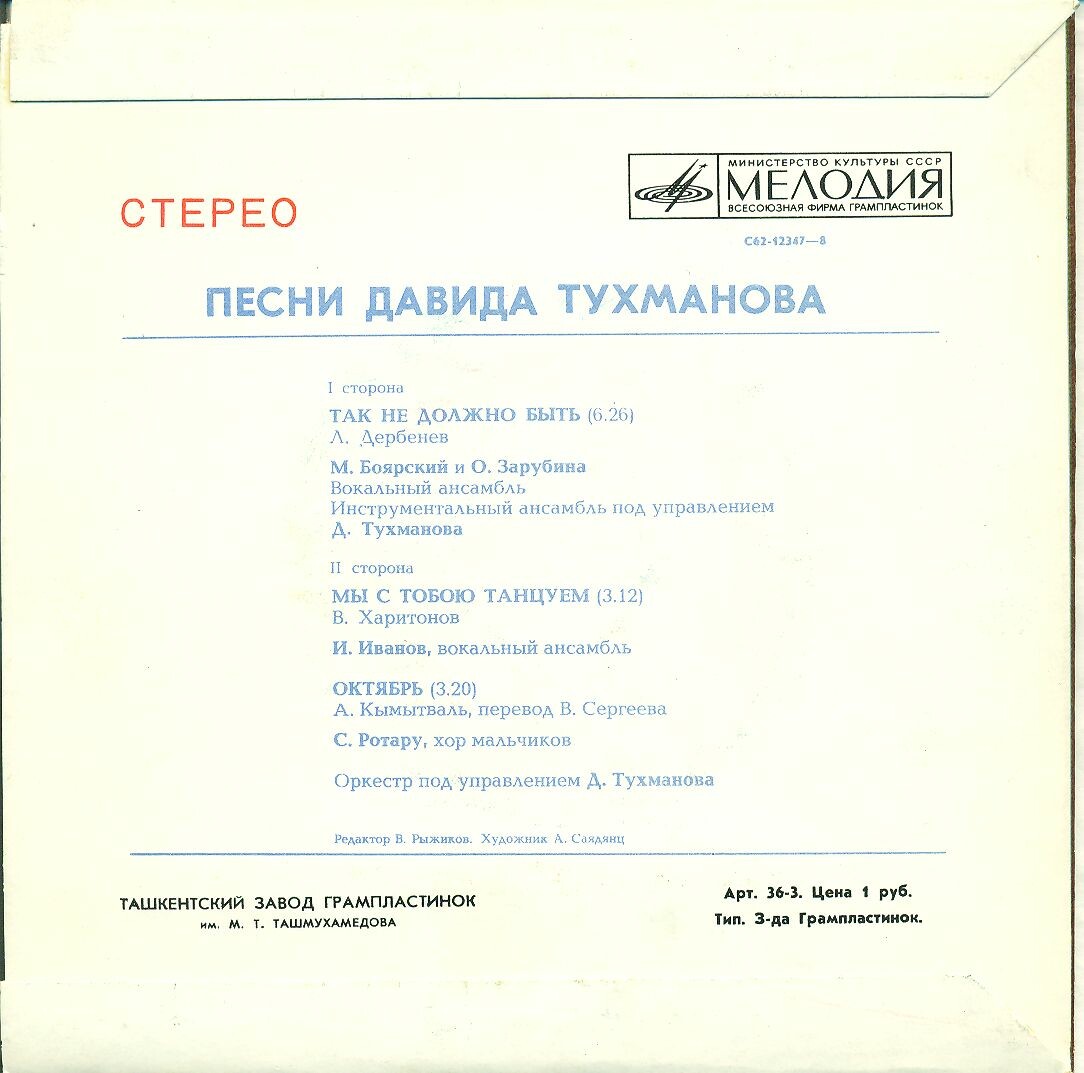 СТЕРЕО
МИНИСТЕРСТВО КУЛЬТУРЫ СССР
МЕЛОДИЯ
ВСЕСОЮЗНАЯ ФИРМА ГРАМПЛАСТИНОК
С62-12347—8
ПЕСНИ ДАВИДА ТУХМАНОВА
I сторона
ТАК НЕ ДОЛЖНО БЫТЬ (6.26)
Л. Дербенев
М. Боярский и О. Зарубина
Вокальный ансамбль
Инструментальный ансамбль под управлением
Д. Тухманова
II сторона
МЫ С ТОБОЮ ТАНЦУЕМ (3.12)
В. Харитонов
И. Иванов, вокальный ансамбль
ОКТЯБРЬ (3.20)
А. Кымытваль, перевод В. Сергеева
С. Ротару, хор мальчиков
Оркестр под управлением Д. Тухманова
Редактор В. Рыжиков. Художник А. Саядянц
ТАШКЕНТСКИЙ ЗАВОД ГРАМПЛАСТИНОК
им. М. Т. ТАШМУХАМЕДОВА
Арт. 36-3. Цена 1 руб.
Тип. З-да Грампластинок.